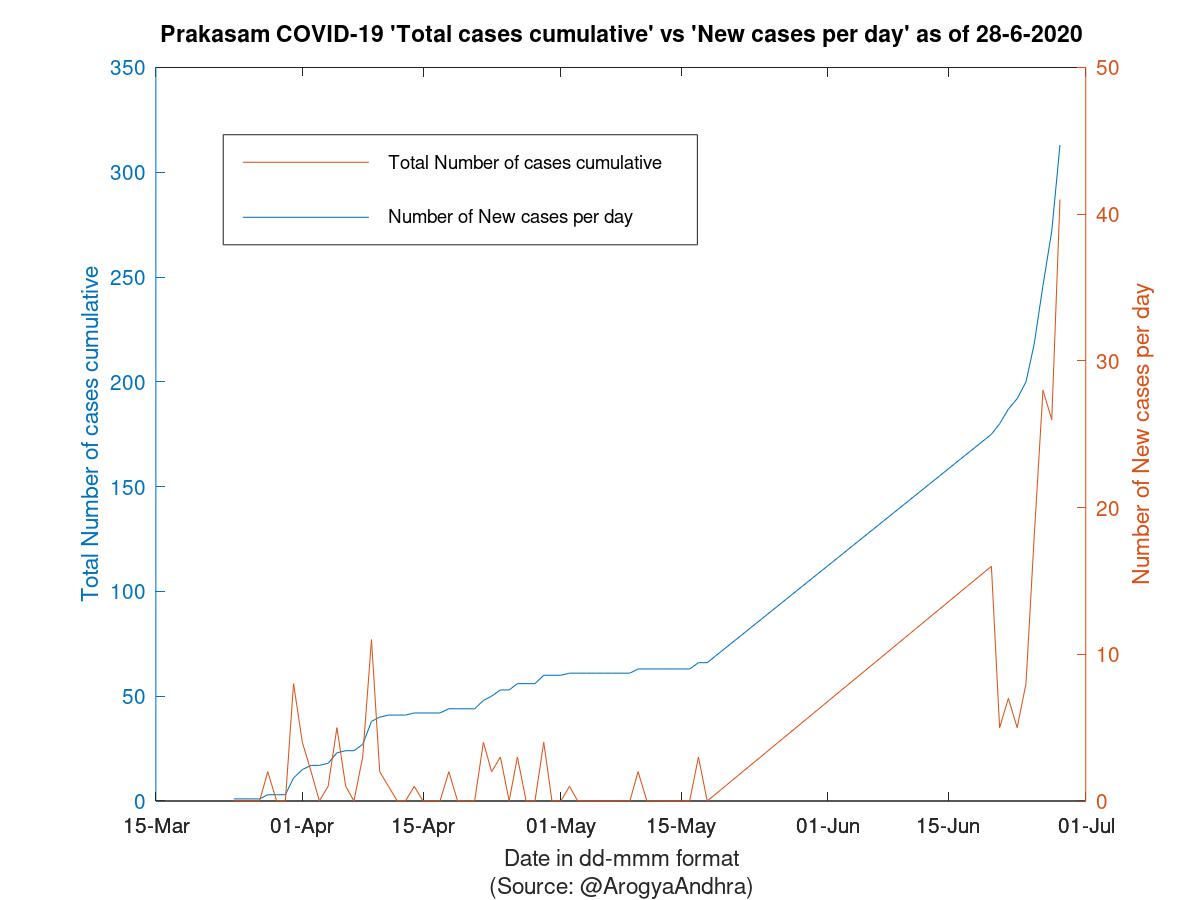 Prakasam COVID-19 'Total cases cumulative' vs 'New cases per day' as of 28-6-2020
350
300
250
200
150
100
50
0
50
40
30
20
10
0
Total Number of cases cumulative
Number of New cases per day
Total Number of cases cumulative
Number of New cases per day
15-Mar 01-Apr 15-Apr 01-May 15-May 01-Jun 15-Jun 01-Jul
Date in dd-mmm format
(Source: @ArogyaAndhra)